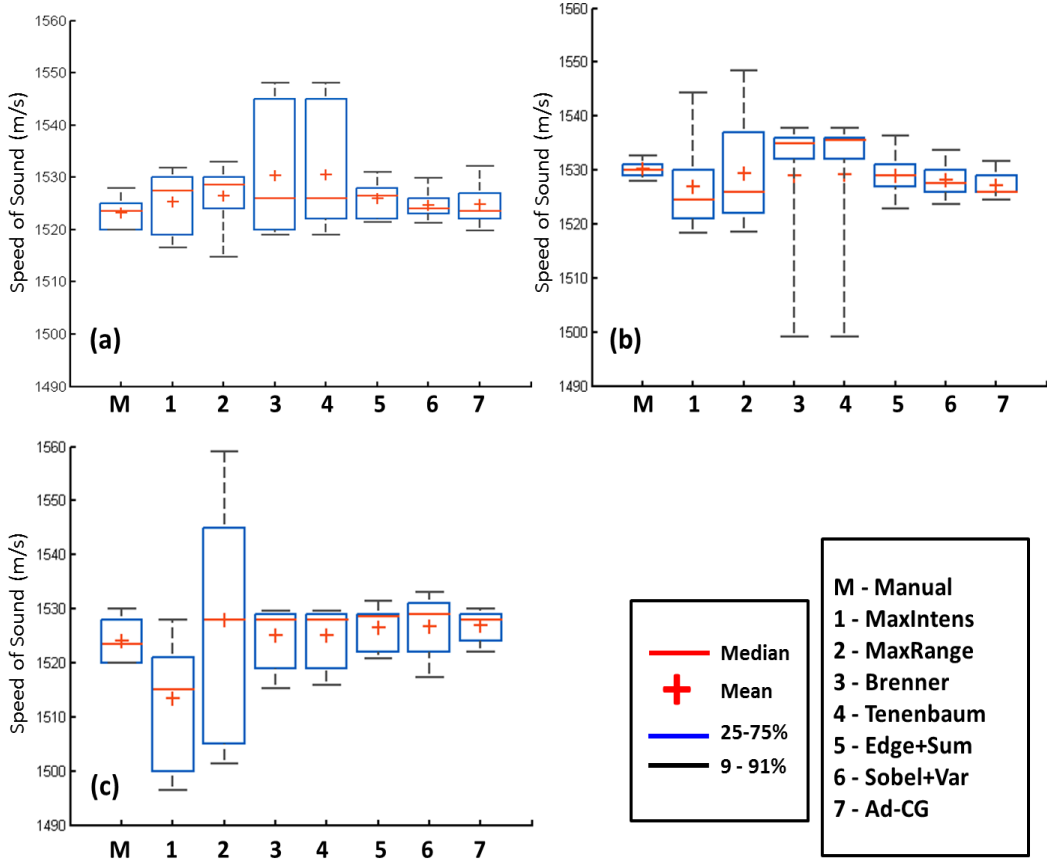 1560
1550
1540
1530
1520
1510
1500
1490
Speed of Sound (m/s)
(a)
M 1 2 3 4 5 6 7
1560
1550
1540
1530
1520
1510
1500
1490
Speed of Sound (m/s)
(b)
M 1 2 3 4 5 6 7
1560
1550
1540
1530
1520
1510
1500
1490
Speed of Sound (m/s)
(c)
M 1 2 3 4 5 6 7
Median
Mean
25-75%
9 - 91%
M - Manual
1 - MaxIntens
2 - MaxRange
3 - Brenner
4 - Tenenbaum
5 - Edge+Sum
6 - Sobel+Var
7 - Ad-CG